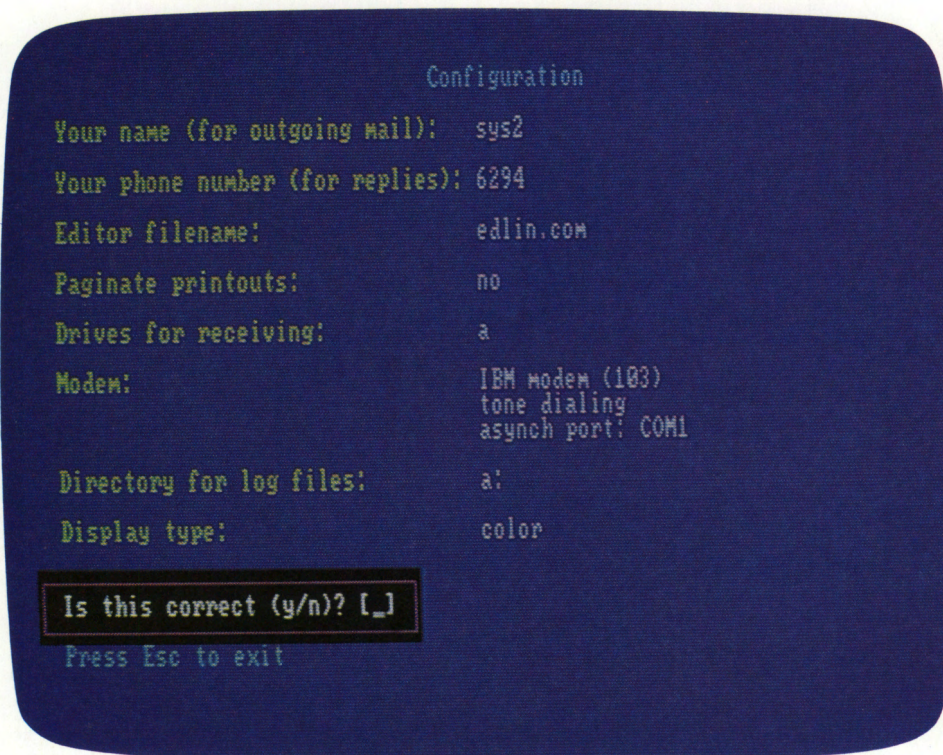 Configuration
Your name (for outgoing mail): sys2
Your phone number (for replies): 6294
Editor filename: edlin.com
Paginate printouts: no
Drives for receiving: a
Modem: IBM modem (103)
tone dialing
asynch port: COM1
Directory for log files: a:
Display type: color
Is this correct (y/n)? [_]
Press Esc to exit